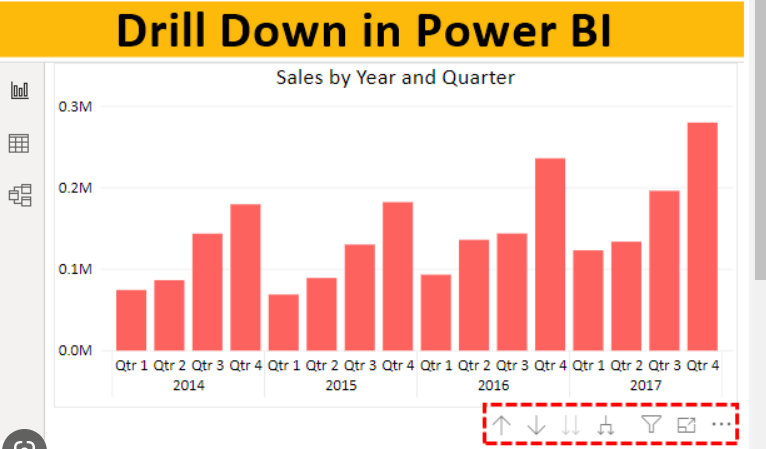 Drill Down in Power BI
Sales by Year and Quarter
0.3M
0.2M
0.1M
0.0M
Qtr 1 Qtr 2 Qtr 3 Qtr 4 Qtr 1 Qtr 2 Qtr 3 Qtr 4 Qtr 1 Qtr 2 Qtr 3 Qtr 4 Qtr 1 Qtr 2 Qtr 3 Qtr 4
2014 2015 2016 2017